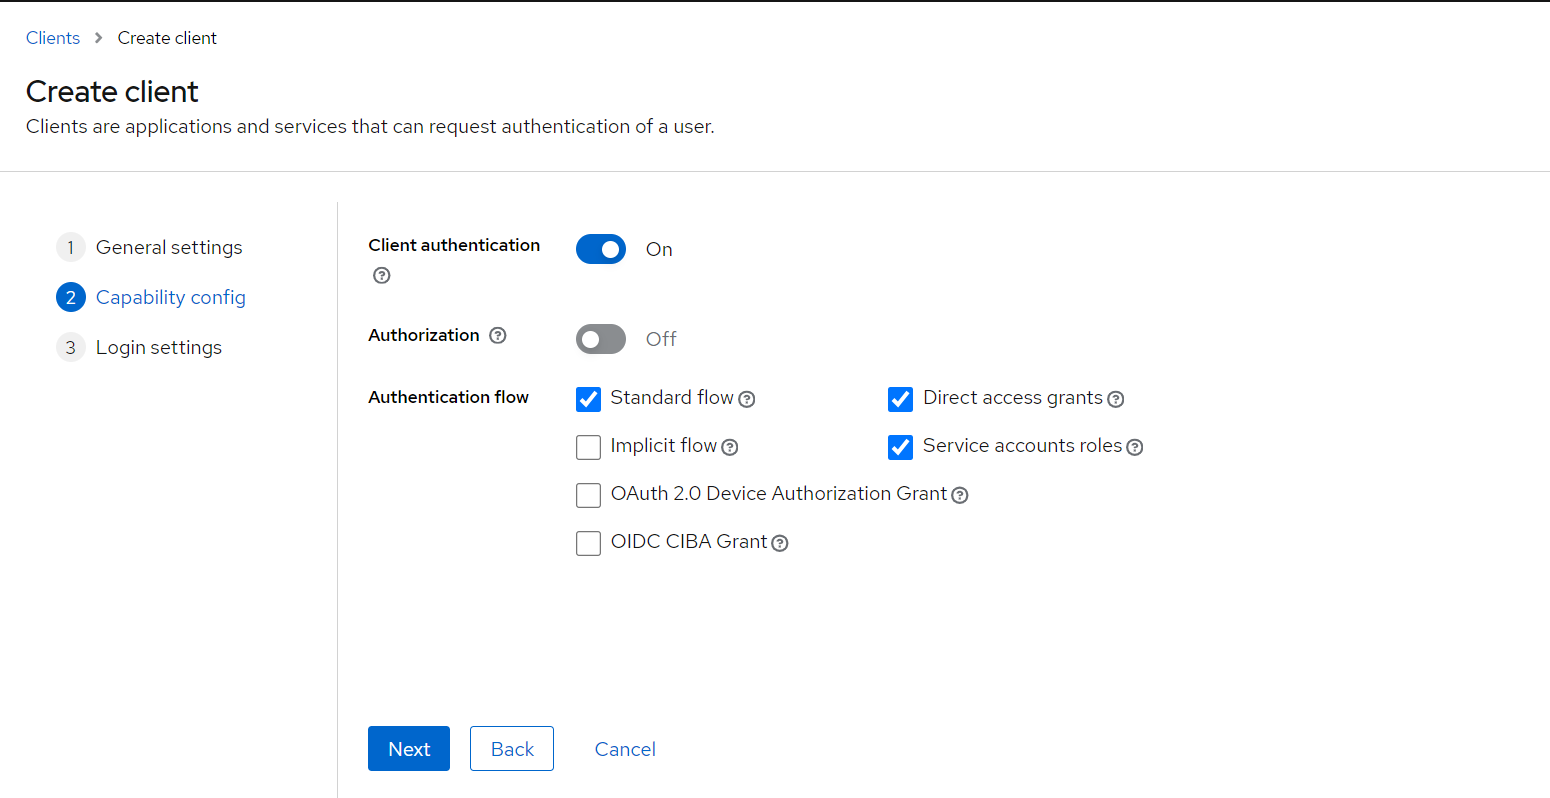 Clients > Create client
Create client
Clients are applications and services that can request authentication of a user.
1 General settings
2 Capability config
3 Login settings
Client authentication
On
Authorization
Off
Authentication flow
Standard flow
Direct access grants
Implicit flow
Service accounts roles
OAuth 2.0 Device Authorization Grant
OIDC CIBA Grant
Next Back Cancel